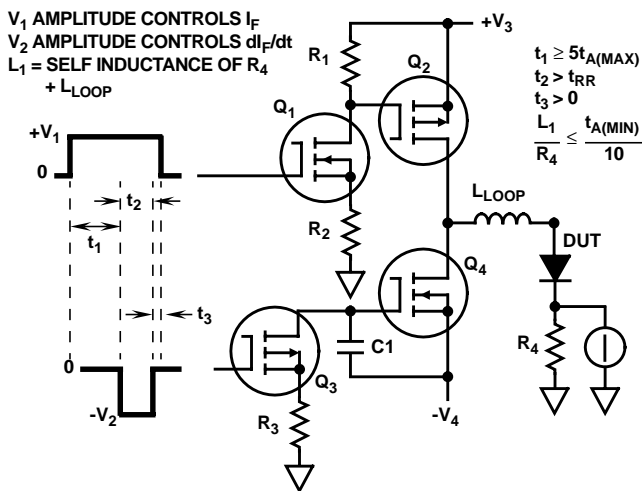 V1 AMPLITUDE CONTROLS IF
V2 AMPLITUDE CONTROLS dIF/dt
L1 = SELF INDUCTANCE OF R4
+ LLOOP
+V3
R1
Q2
t1 ≥ 5tA(MAX)
t2 > tRR
t3 > 0
L1/R4 ≤ tA(MIN)/10
Q1
+V1
0
t2
t1
R2
LLOOP
DUT
Q4
t3
0
C1
R4
Q3
-V2
R3
-V4